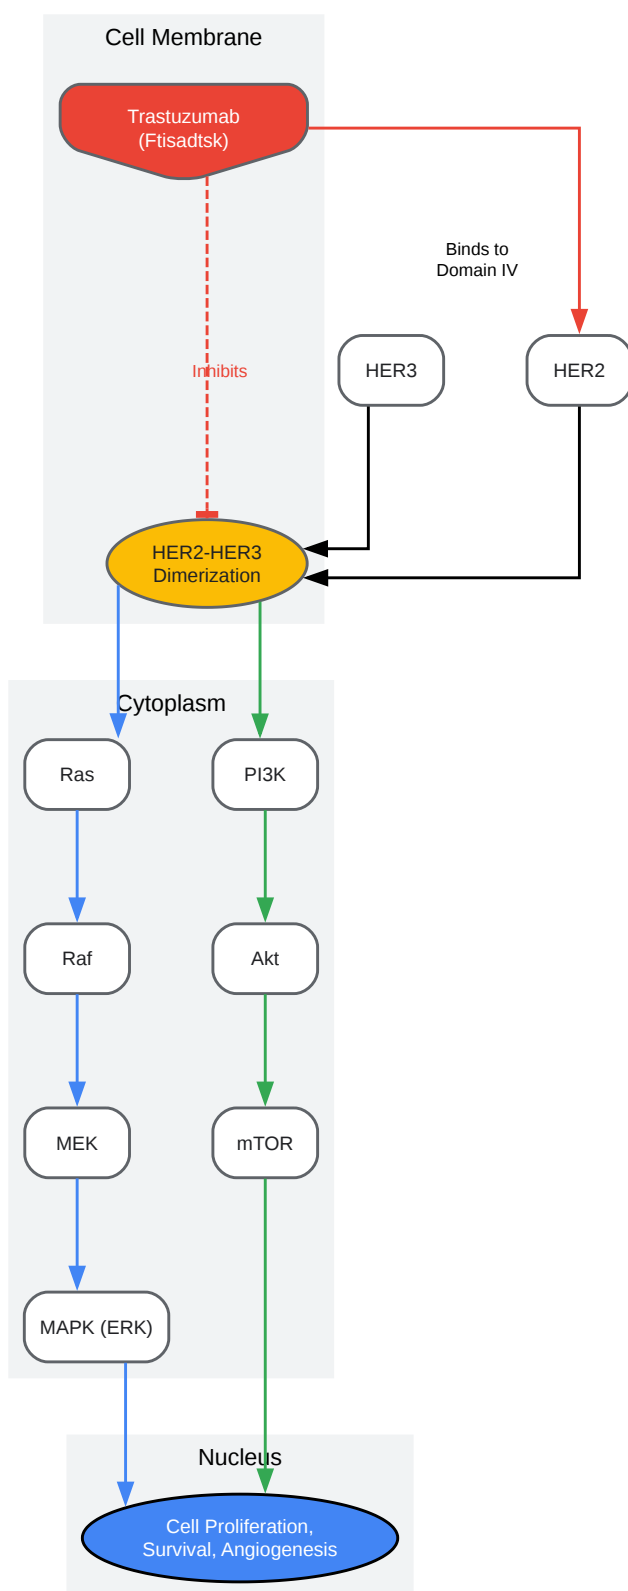 Cell Membrane
Trastuzumab
(Ftisadtsk)
Binds to
Domain IV
Inhibits
HER3
HER2
HER2-HER3
Dimerization
Cytoplasm
Ras
PI3K
Raf
Akt
MEK
mTOR
MAPK (ERK)
Nucleus
Cell Proliferation,
Survival, Angiogenesis